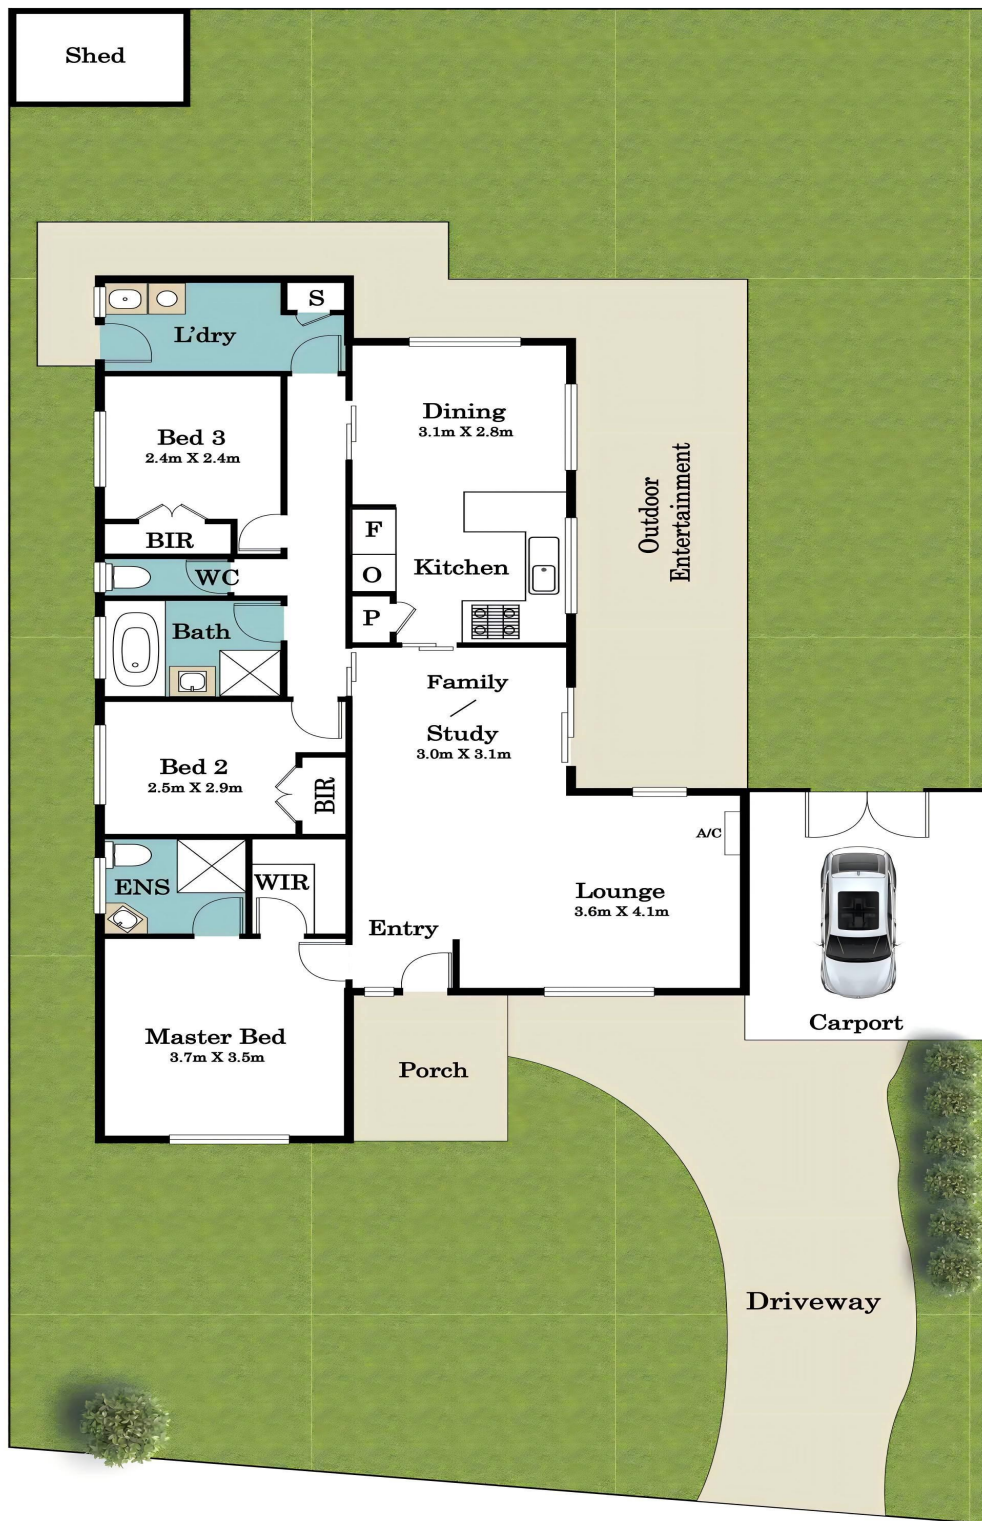 Shed
S
L'dry
Dining
3.1m X 2.8m
Bed 3
2.4m X 2.4m
BIR
F
O
Kitchen
P
WC
Bath
Outdoor
Entertainment
Family
Study
3.0m X 3.1m
Bed 2
2.5m X 2.9m
BIR
A/C
ENS
WIR
Lounge
3.6m X 4.1m
Entry
Carport
Master Bed
3.7m X 3.5m
Porch
Driveway